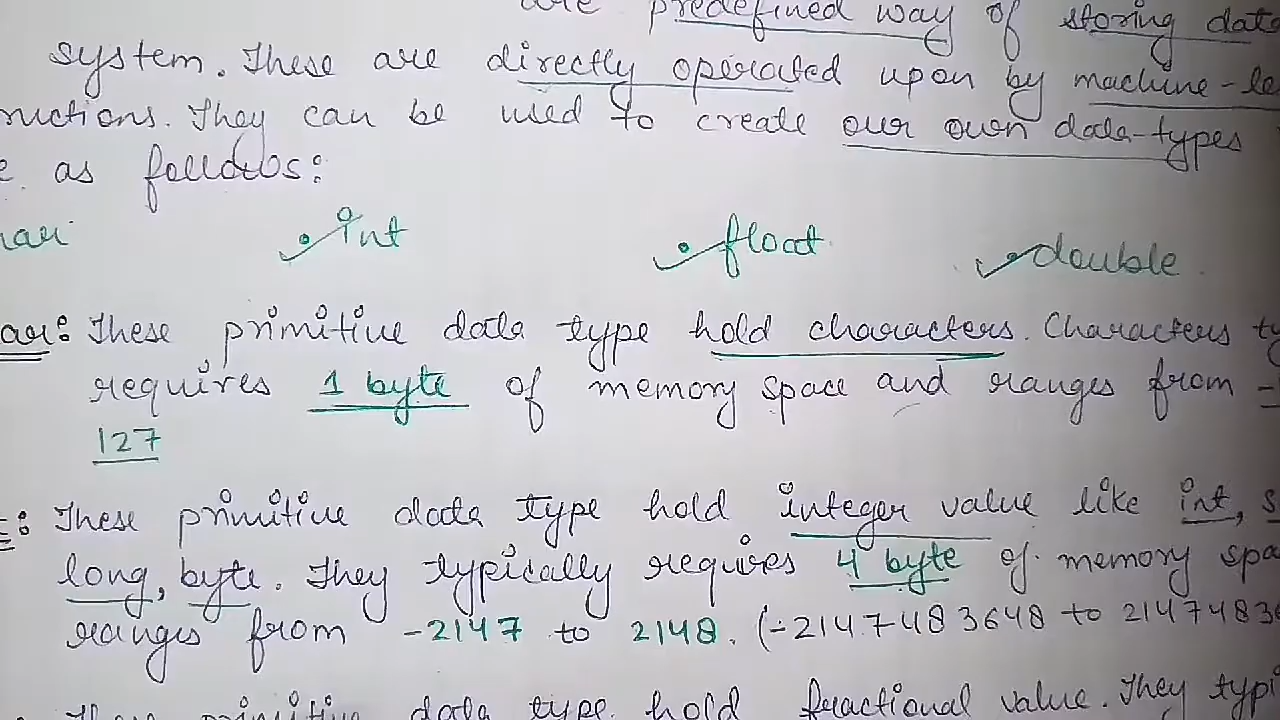 are predefined way of storing data
system. These are directly operated upon by machine-le
ructions. They can be used to create our own data-types
e as follows:
har int float double.
ar: These primitive data type hold characters. Characters ty
requires 1 byte of memory space and ranges from -
127
: These primitive data type hold integer value like int, s
long, byte. They typically requires 4 byte of memory spac
ranges from -2147 to 2148. (-2147483648 to 21474836
These primitive data type hold fractional value. They typi